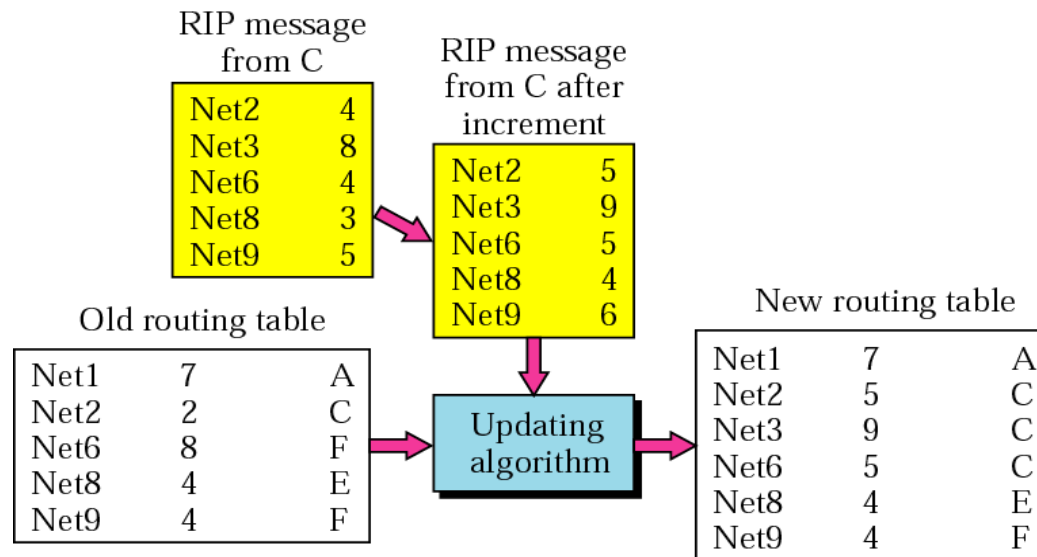 RIP message
from C
Net2 4
Net3 8
Net6 4
Net8 3
Net9 5
RIP message
from C after
increment
Net2 5
Net3 9
Net6 5
Net8 4
Net9 6
Old routing table
Net1 7 A
Net2 2 C
Net6 8 F
Net8 4 E
Net9 4 F
Updating
algorithm
New routing table
Net1 7 A
Net2 5 C
Net3 9 C
Net6 5 C
Net8 4 E
Net9 4 F